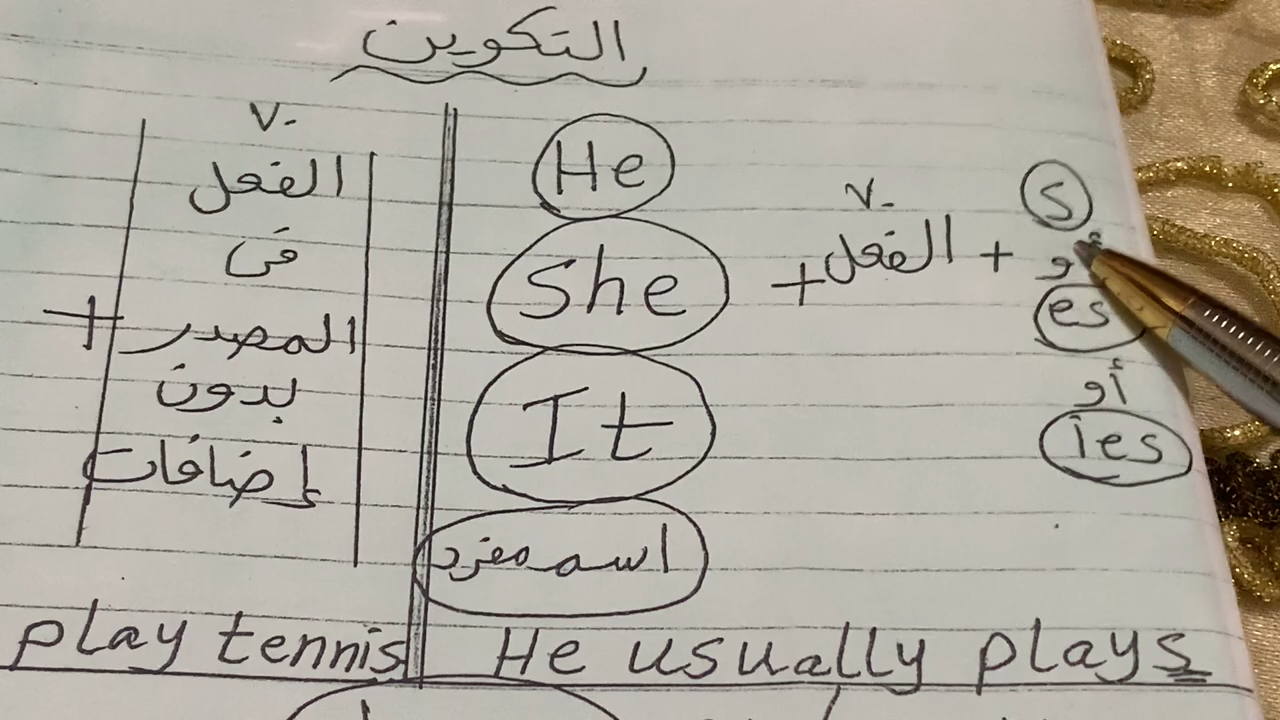 التكوين
V.
الفعل
فى
المصدر +
بدون
إضافات
He
She
It
اسم مفرد
V.
+ الفعل +
s
أو
es
أو
ies
play tennis
He usually plays